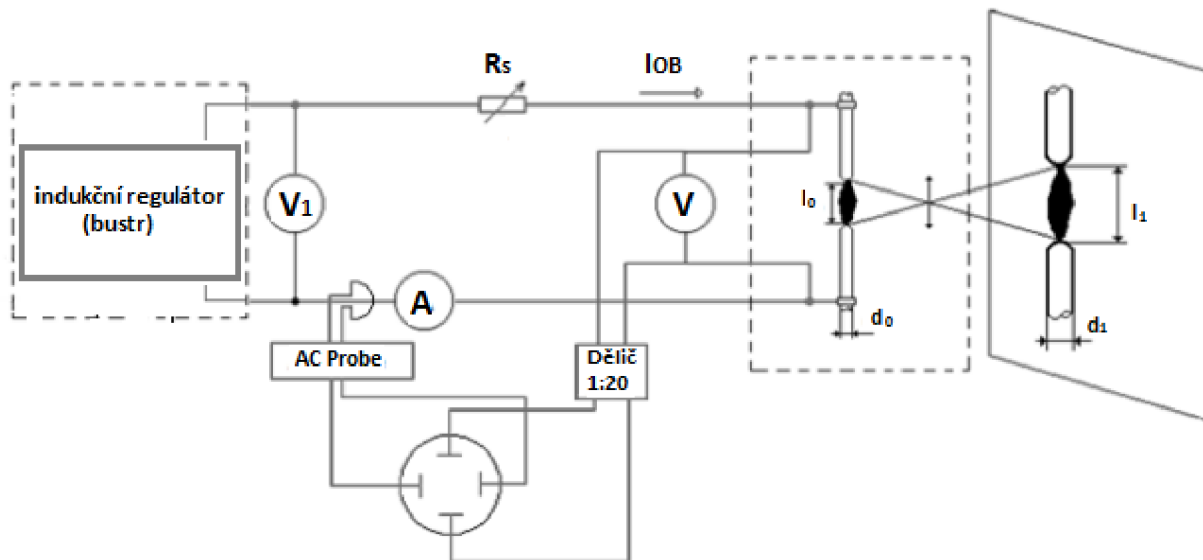 RS
IOB
indukční regulátor
(bustr)
V1
V
l0
l1
A
d0
d1
AC Probe
Dělič
1:20